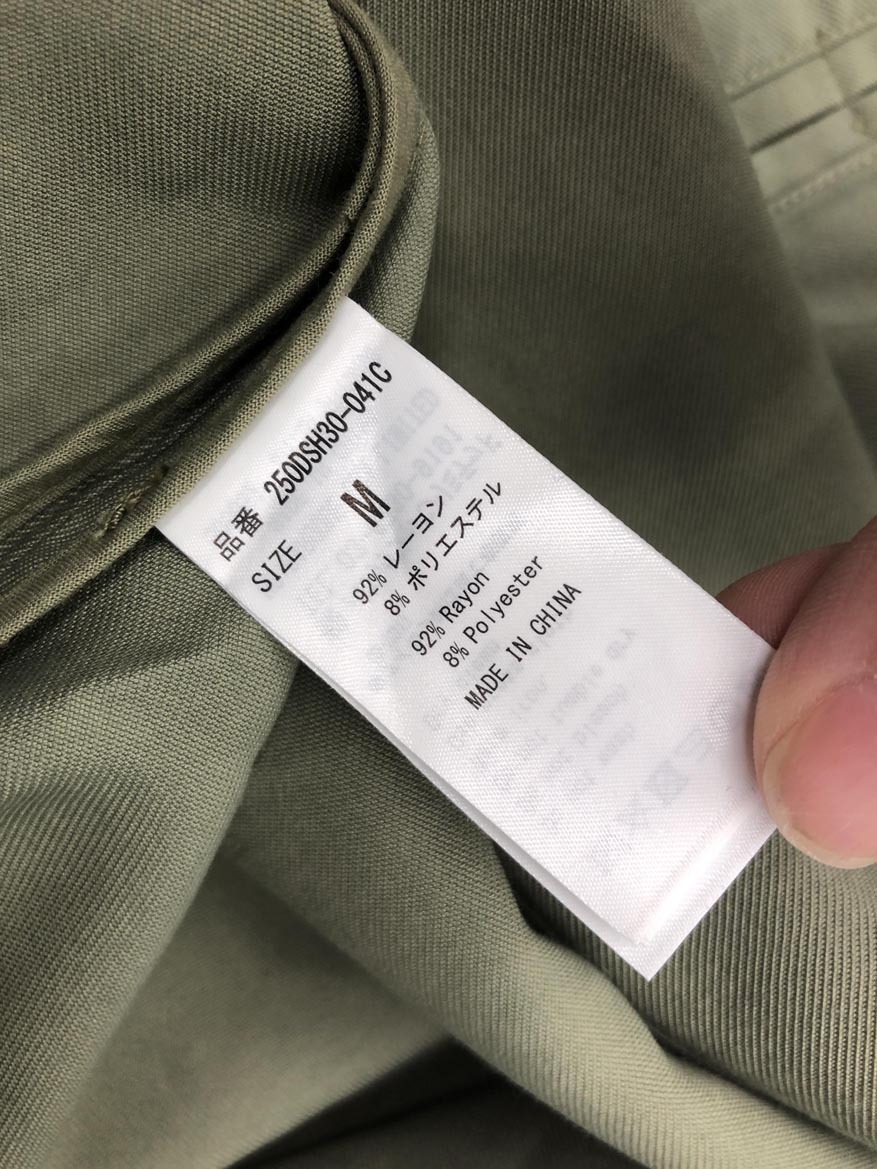 品番 250DSH30-041C
SIZE M
92% レーヨン
8% ポリエステル
92% Rayon
8% Polyester
MADE IN CHINA